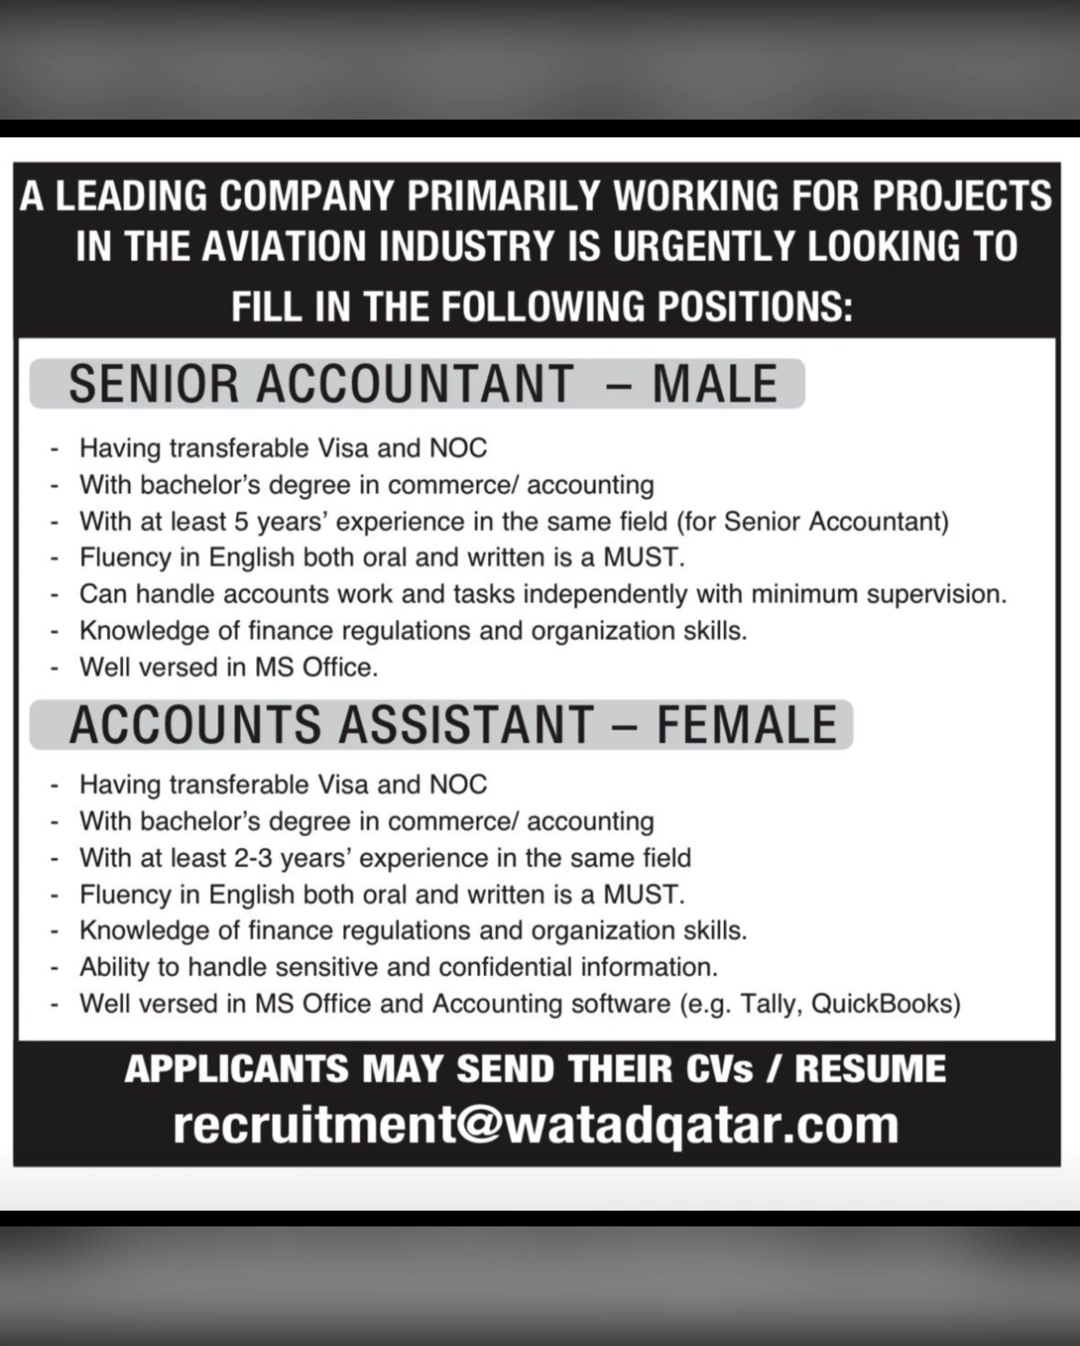 A LEADING COMPANY PRIMARILY WORKING FOR PROJECTS
IN THE AVIATION INDUSTRY IS URGENTLY LOOKING TO
FILL IN THE FOLLOWING POSITIONS:
SENIOR ACCOUNTANT – MALE
- Having transferable Visa and NOC
- With bachelor’s degree in commerce/ accounting
- With at least 5 years’ experience in the same field (for Senior Accountant)
- Fluency in English both oral and written is a MUST.
- Can handle accounts work and tasks independently with minimum supervision.
- Knowledge of finance regulations and organization skills.
- Well versed in MS Office.
ACCOUNTS ASSISTANT – FEMALE
- Having transferable Visa and NOC
- With bachelor’s degree in commerce/ accounting
- With at least 2-3 years’ experience in the same field
- Fluency in English both oral and written is a MUST.
- Knowledge of finance regulations and organization skills.
- Ability to handle sensitive and confidential information.
- Well versed in MS Office and Accounting software (e.g. Tally, QuickBooks)
APPLICANTS MAY SEND THEIR CVs / RESUME
recruitment@watadqatar.com